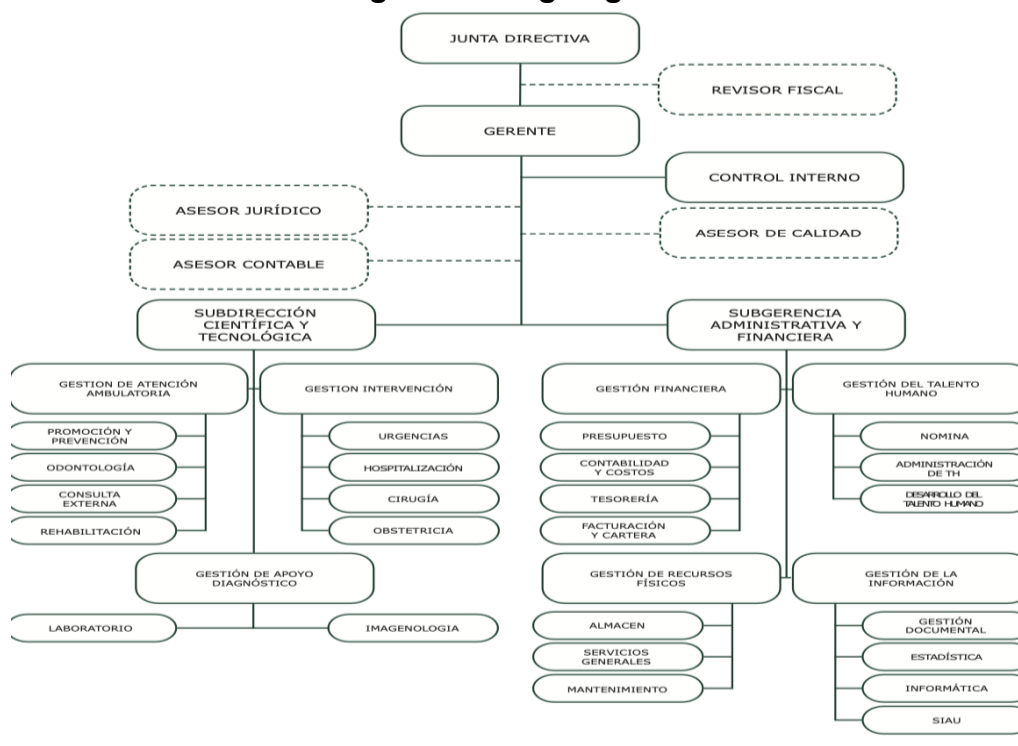 JUNTA DIRECTIVA
REVISOR FISCAL
GERENTE
CONTROL INTERNO
ASESOR JURÍDICO
ASESOR DE CALIDAD
ASESOR CONTABLE
SUBDIRECCIÓN
CIENTÍFICA Y
TECNOLÓGICA
SUBGERENCIA
ADMINISTRATIVA Y
FINANCIERA
GESTION DE ATENCIÓN
AMBULATORIA
GESTION INTERVENCIÓN
GESTIÓN FINANCIERA
GESTIÓN DEL TALENTO
HUMANO
PROMOCIÓN Y
PREVENCIÓN
ODONTOLOGÍA
CONSULTA
EXTERNA
REHABILITACIÓN
URGENCIAS
HOSPITALIZACIÓN
CIRUGÍA
OBSTETRICIA
PRESUPUESTO
CONTABILIDAD
Y COSTOS
TESORERÍA
FACTURACIÓN
Y CARTERA
NOMINA
ADMINISTRACIÓN
DE TH
DESARROLLO DEL
TALENTO HUMANO
GESTIÓN DE APOYO
DIAGNÓSTICO
LABORATORIO
IMAGENOLOGIA
GESTIÓN DE RECURSOS
FÍSICOS
ALMACEN
SERVICIOS
GENERALES
MANTENIMIENTO
GESTIÓN DE LA
INFORMACIÓN
GESTIÓN
DOCUMENTAL
ESTADÍSTICA
INFORMÁTICA
SIAU